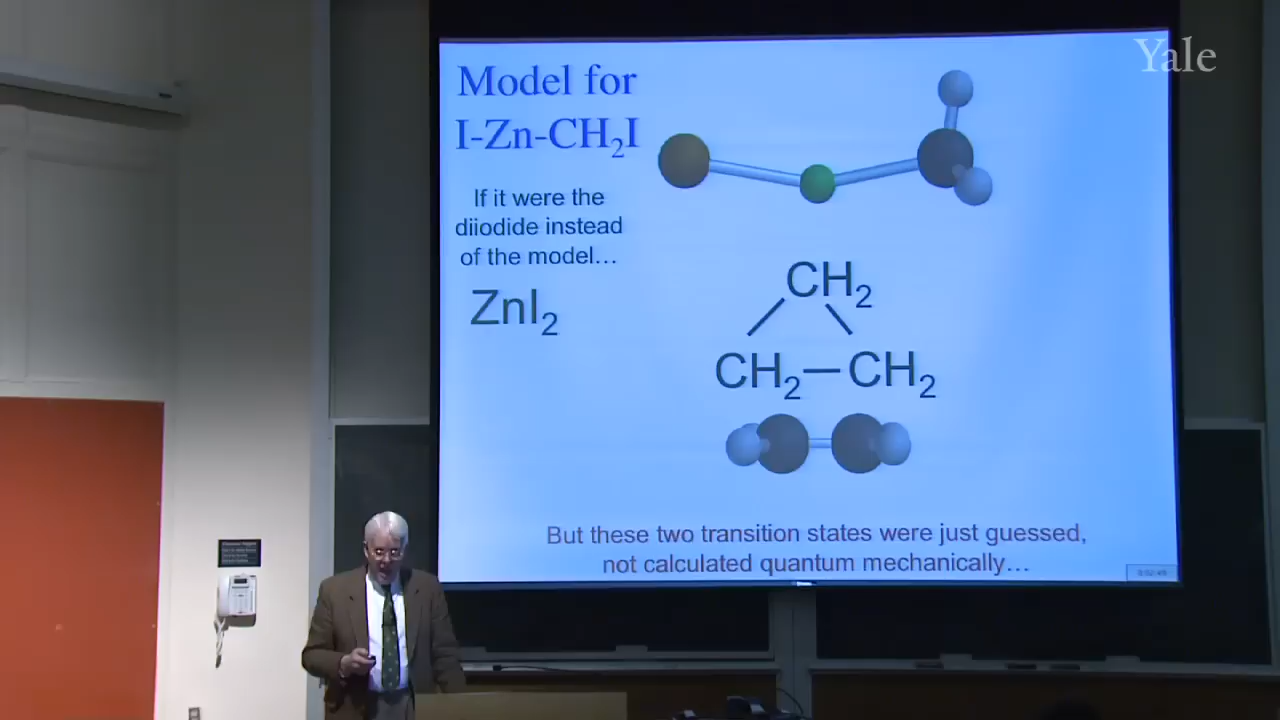 Yale
Model for
I-Zn-CH₂I
If it were the
diiodide instead
of the model…
ZnI₂
CH₂
CH₂—CH₂
But these two transition states were just guessed,
not calculated quantum mechanically…